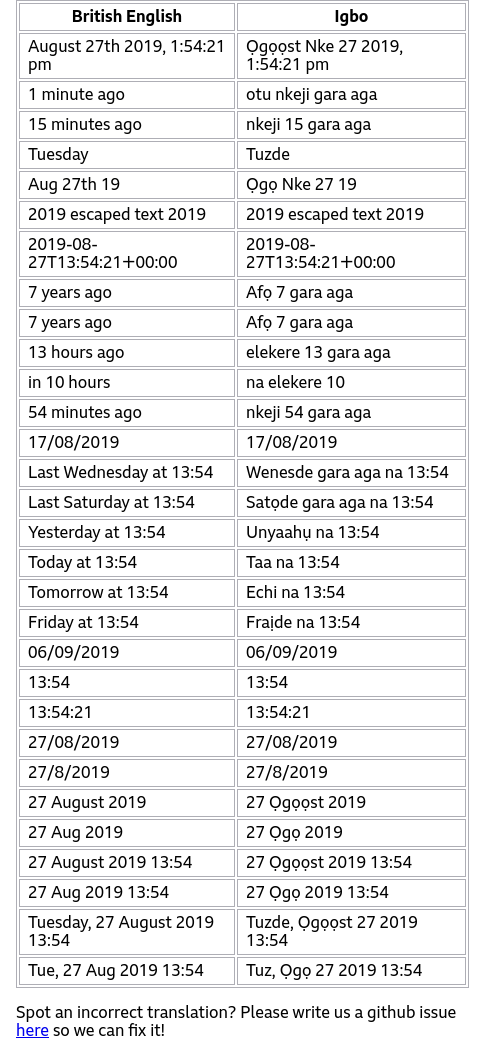 British English Igbo
August 27th 2019, 1:54:21 Ọgọọst Nke 27 2019,
pm 1:54:21 pm
1 minute ago otu nkeji gara aga
15 minutes ago nkeji 15 gara aga
Tuesday Tuzde
Aug 27th 19 Ọgọ Nke 27 19
2019 escaped text 2019 2019 escaped text 2019
2019-08- 2019-08-
27T13:54:21+00:00 27T13:54:21+00:00
7 years ago Afọ 7 gara aga
7 years ago Afọ 7 gara aga
13 hours ago elekere 13 gara aga
in 10 hours na elekere 10
54 minutes ago nkeji 54 gara aga
17/08/2019 17/08/2019
Last Wednesday at 13:54 Wenesde gara aga na 13:54
Last Saturday at 13:54 Satọde gara aga na 13:54
Yesterday at 13:54 Unyaahụ na 13:54
Today at 13:54 Taa na 13:54
Tomorrow at 13:54 Echi na 13:54
Friday at 13:54 Fraịde na 13:54
06/09/2019 06/09/2019
13:54 13:54
13:54:21 13:54:21
27/08/2019 27/08/2019
27/8/2019 27/8/2019
27 August 2019 27 Ọgọọst 2019
27 Aug 2019 27 Ọgọ 2019
27 August 2019 13:54 27 Ọgọọst 2019 13:54
27 Aug 2019 13:54 27 Ọgọ 2019 13:54
Tuesday, 27 August 2019 Tuzde, Ọgọọst 27 2019
13:54 13:54
Tue, 27 Aug 2019 13:54 Tuz, Ọgọ 27 2019 13:54
Spot an incorrect translation? Please write us a github issue
here so we can fix it!